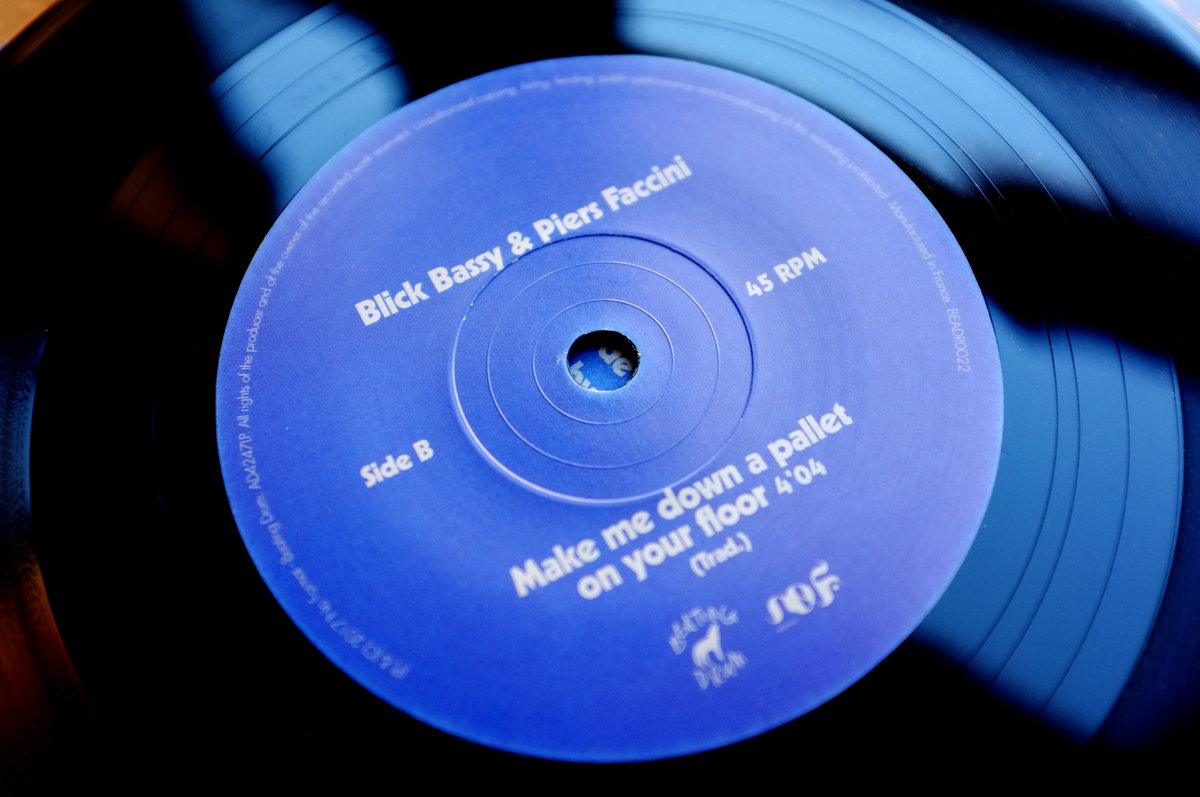 Blick Bassy & Piers Faccini
45 RPM
Side B
Make me down a pallet
on your floor 4'04
(Trad.)
BEATING
DRUM
All rights of the producer and of the owner of the recorded work reserved. Unauthorised copying, hiring, lending, public performance and broadcasting of this recording prohibited. Manufactured in France. BEADR0022